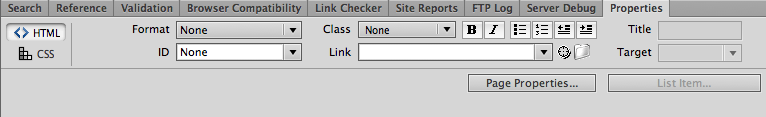 Search Reference Validation Browser Compatibility Link Checker Site Reports FTP Log Server Debug Properties
<> HTML Format None Class None B I Title
CSS ID None Link Target
Page Properties... List Item...